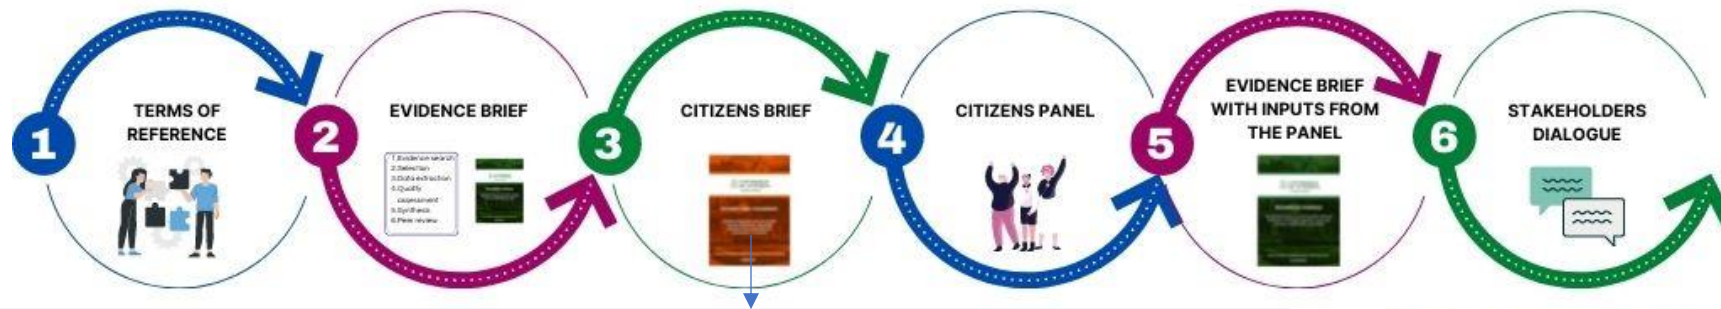 1
TERMS OF
REFERENCE
2
EVIDENCE BRIEF
1.Evidence search
2.Selection
3.Data extraction
4.Quality
assessment
5.Synthesis
6.Peer review
3
CITIZENS BRIEF
4
CITIZENS PANEL
5
EVIDENCE BRIEF
WITH INPUTS FROM
THE PANEL
6
STAKEHOLDERS
DIALOGUE